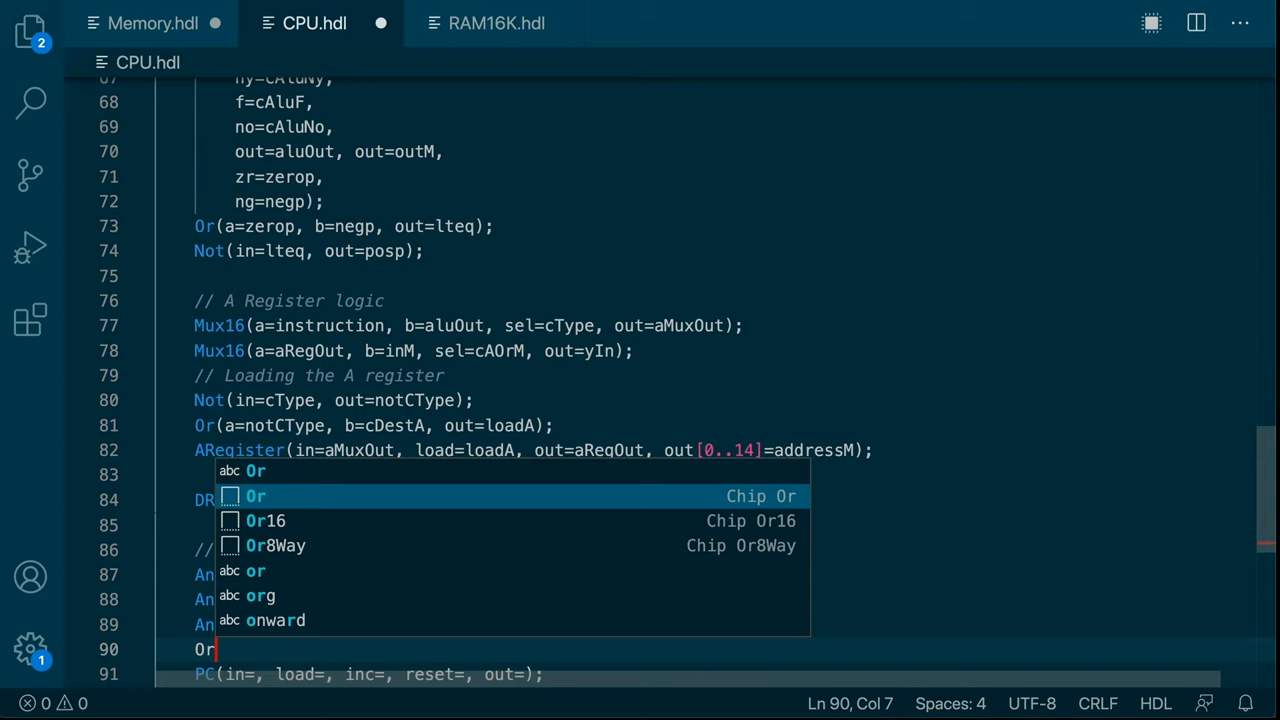 Memory.hdl CPU.hdl RAM16K.hdl
CPU.hdl
67 ny=cAluNy,
68 f=cAluF,
69 no=cAluNo,
70 out=aluOut, out=outM,
71 zr=zerop,
72 ng=negp);
73 Or(a=zerop, b=negp, out=lteq);
74 Not(in=lteq, out=posp);
75
76 // A Register logic
77 Mux16(a=instruction, b=aluOut, sel=cType, out=aMuxOut);
78 Mux16(a=aRegOut, b=inM, sel=cAOrM, out=yIn);
79 // Loading the A register
80 Not(in=cType, out=notCType);
81 Or(a=notCType, b=cDestA, out=loadA);
82 ARegister(in=aMuxOut, load=loadA, out=aRegOut, out[0..14]=addressM);
83 abc Or
84 DR Or Chip Or
85 Or16 Chip Or16
86 // Or8Way Chip Or8Way
87 An abc or
88 An abc org
89 An abc onward
90 Or
91 PC(in=, load=, inc=, reset=, out=);
2
1
0 0 Ln 90, Col 7 Spaces: 4 UTF-8 CRLF HDL